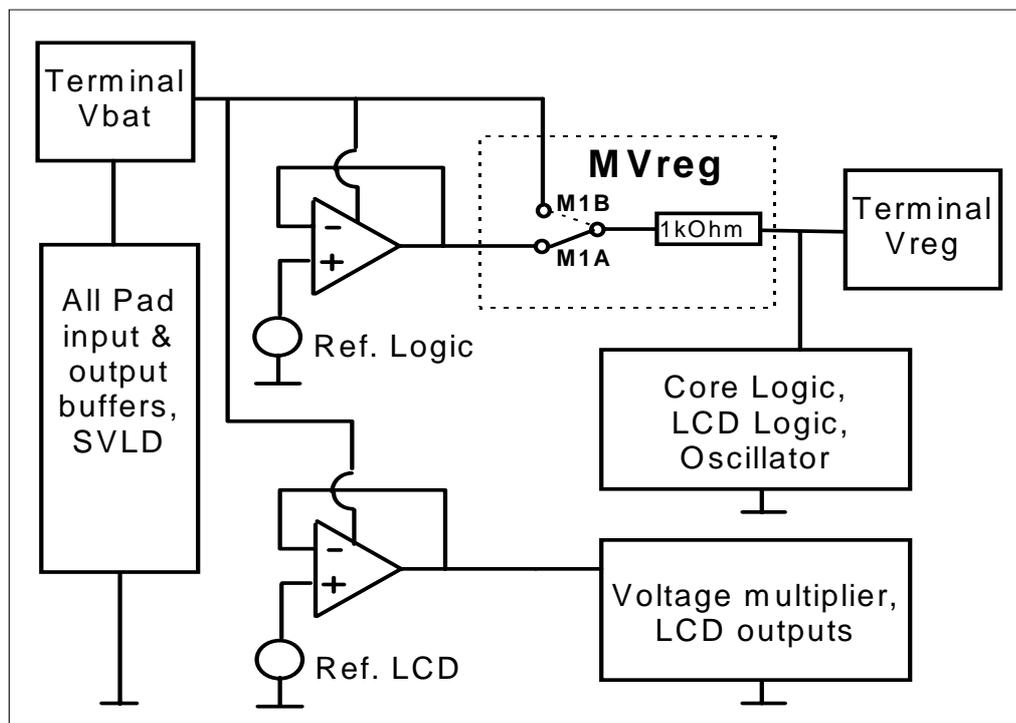 Terminal
Vbat
MVreg
M1B
M1A
1kOhm
Terminal
Vreg
-
+
Ref. Logic
All Pad
input &
output
buffers,
SVLD
Core Logic,
LCD Logic,
Oscillator
-
+
Ref. LCD
Voltage multiplier,
LCD outputs